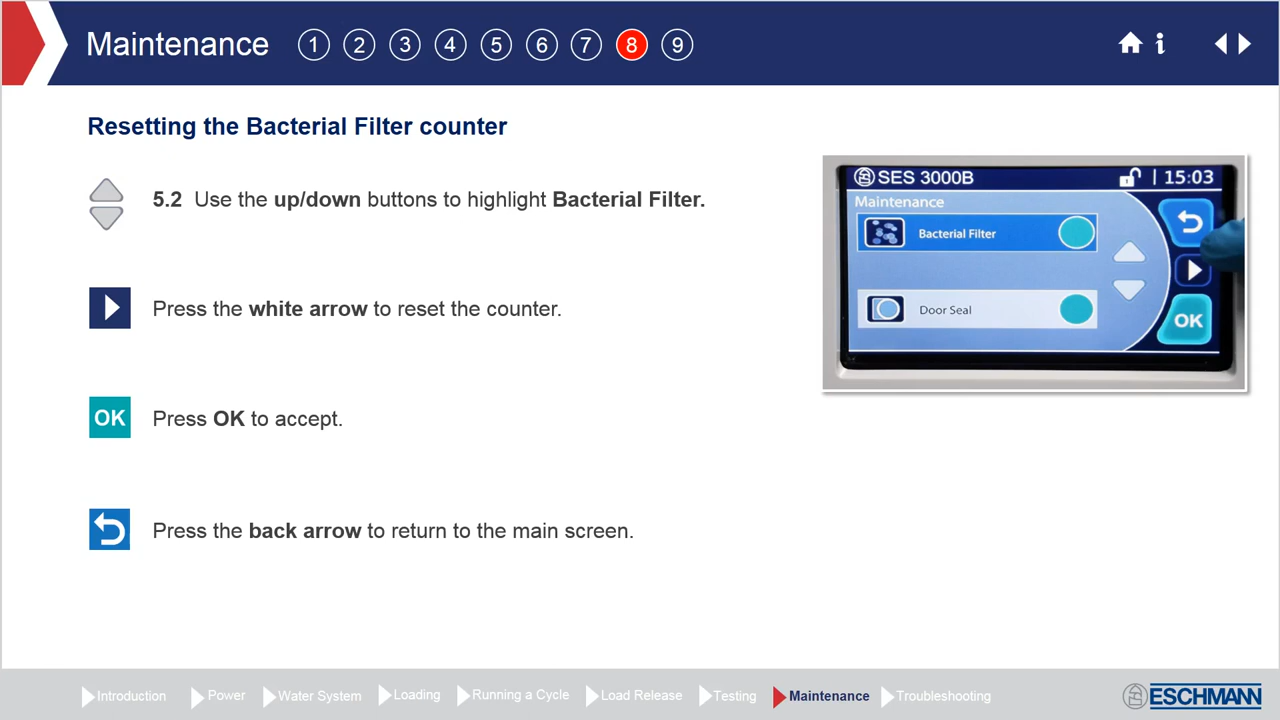 Maintenance 1 2 3 4 5 6 7 8 9 i
Resetting the Bacterial Filter counter
5.2 Use the up/down buttons to highlight Bacterial Filter.
Press the white arrow to reset the counter.
OK Press OK to accept.
Press the back arrow to return to the main screen.
SES 3000B | 15:03
Maintenance
Bacterial Filter
Door Seal
OK
Introduction Power Water System Loading Running a Cycle Load Release Testing Maintenance Troubleshooting
ESCHMANN